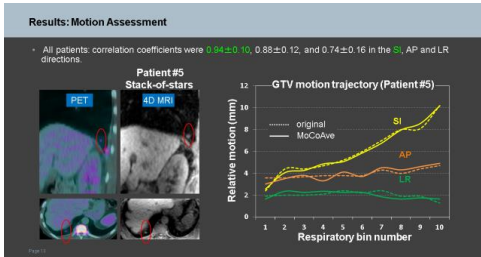 Results: Motion Assessment
• All patients: correlation coefficients were 0.94±0.10, 0.88±0.12, and 0.74±0.16 in the SI, AP and LR
directions.
Patient #5
Stack-of-stars
PET
4D MRI
GTV motion trajectory (Patient #5)
original
MoCoAve
SI
AP
LR
Relative motion (mm)
12
10
8
6
4
2
0
1 2 3 4 5 6 7 8 9 10
Respiratory bin number